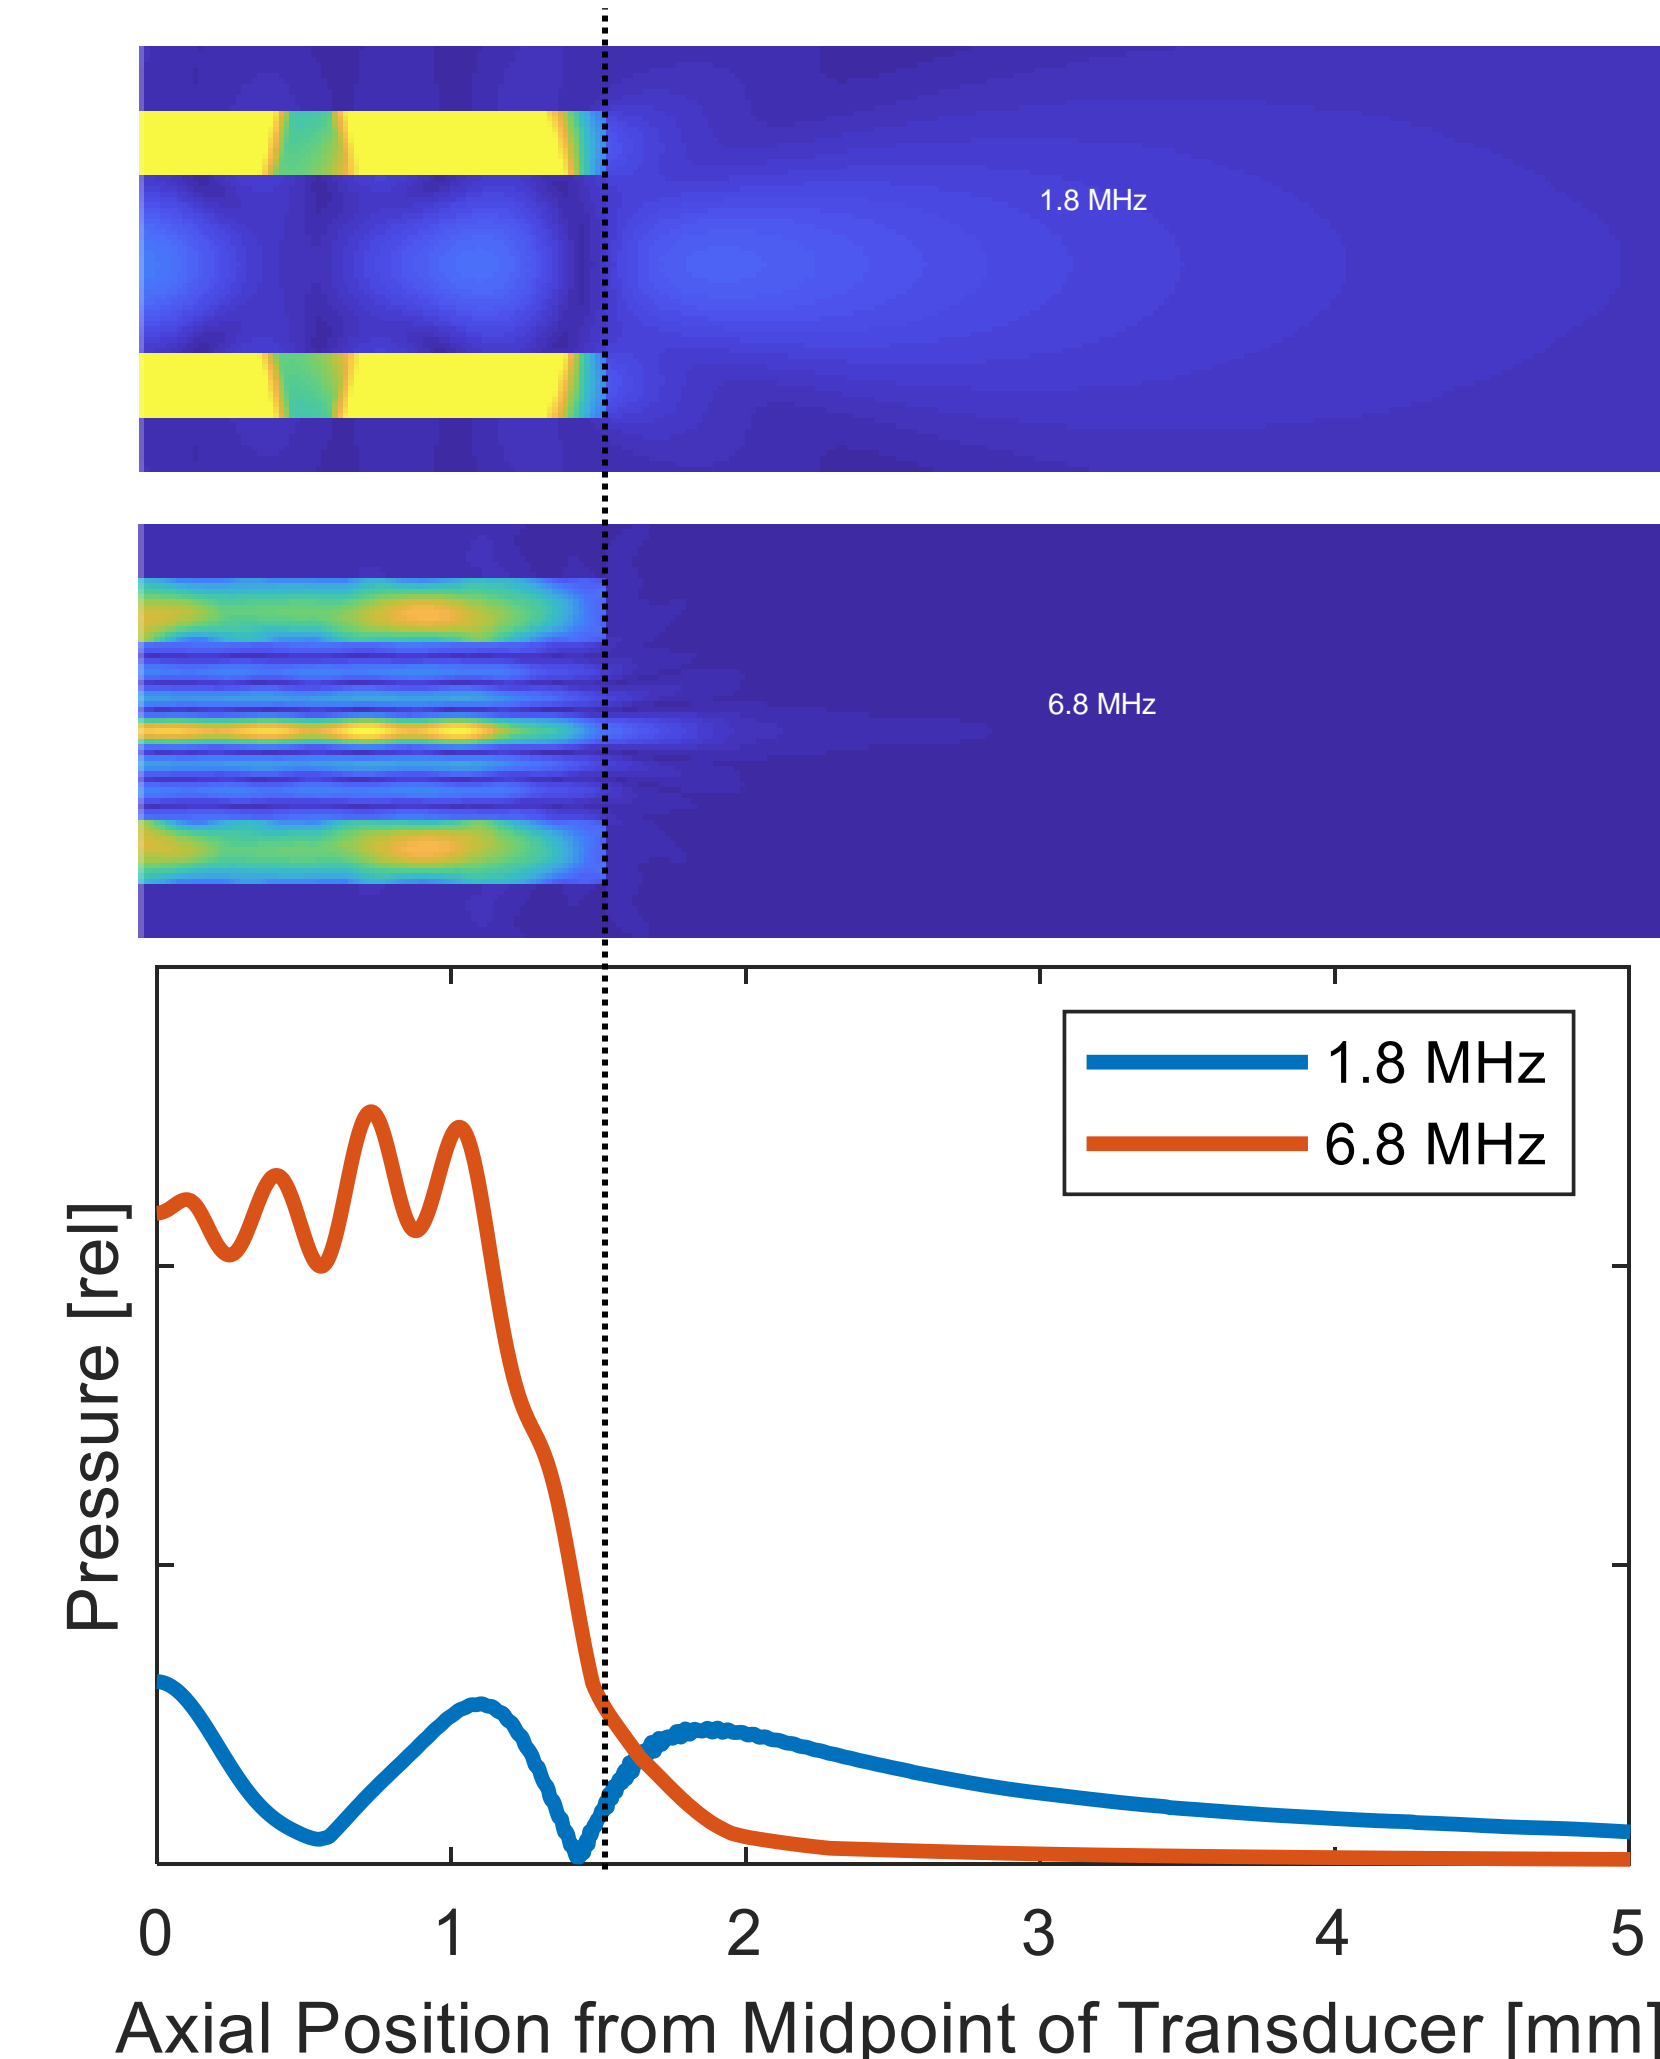 1.8 MHz
6.8 MHz
1.8 MHz
6.8 MHz
Pressure [rel]
0 1 2 3 4 5
Axial Position from Midpoint of Transducer [mm]